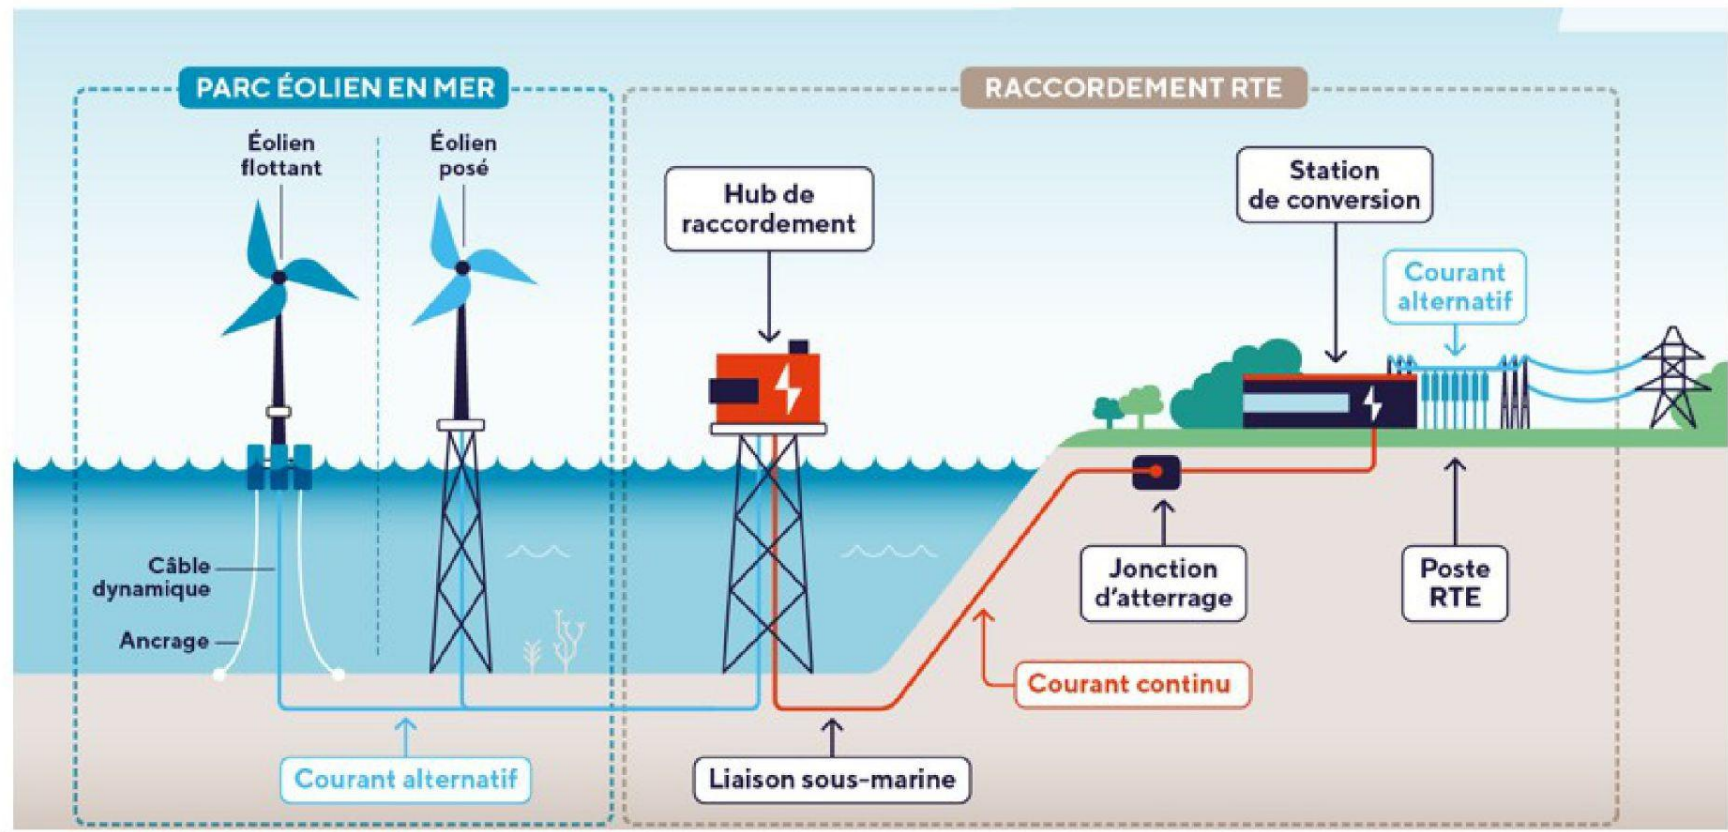 PARC ÉOLIEN EN MER
RACCORDEMENT RTE
Éolien
flottant
Éolien
posé
Hub de
raccordement
Station
de conversion
Courant
alternatif
Câble
dynamique
Ancrage
Jonction
d'atterrage
Poste
RTE
Courant continu
Courant alternatif
Liaison sous-marine